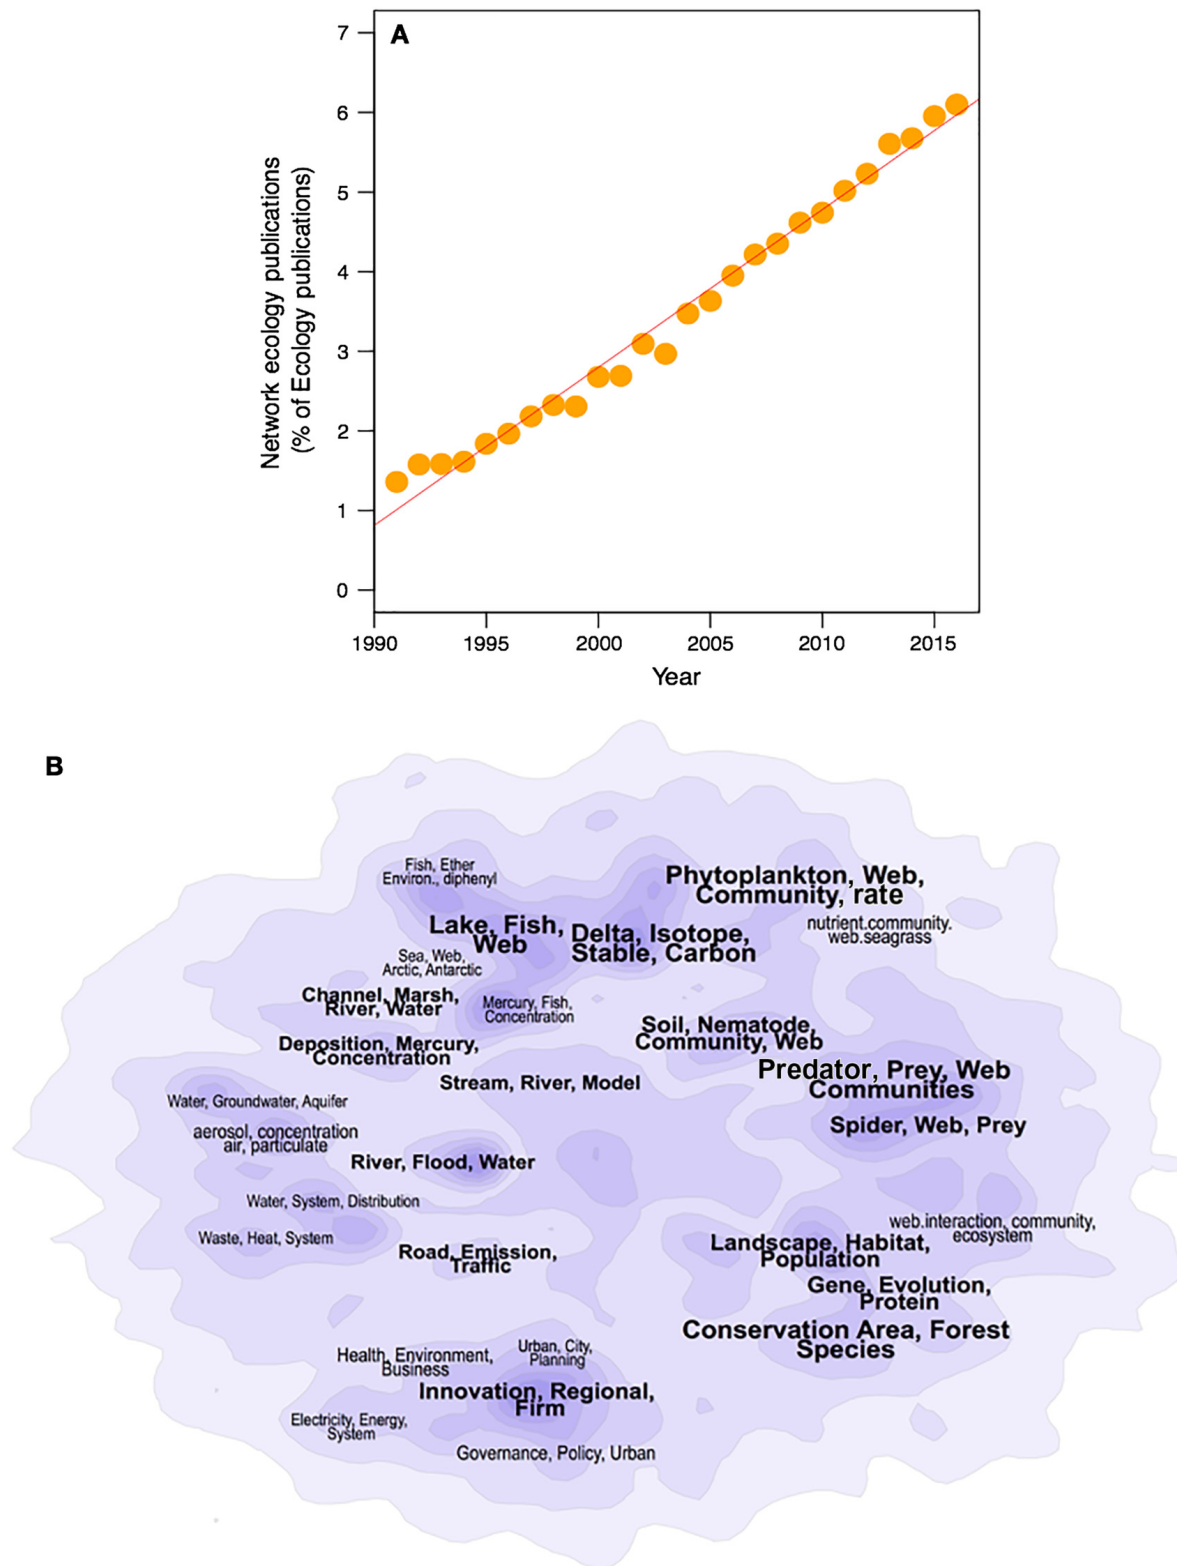 A
7
6
5
4
3
2
1
0
Network ecology publications
(% of Ecology publications)
1990 1995 2000 2005 2010 2015
Year
B
Fish, Ether
Environ., diphenyl
Phytoplankton, Web,
Community, rate
nutrient.community.
web.seagrass
Lake, Fish,
Web
Delta, Isotope,
Stable, Carbon
Sea, Web,
Arctic, Antarctic
Channel, Marsh,
River, Water
Mercury, Fish,
Concentration
Soil, Nematode,
Community, Web
Deposition, Mercury,
Concentration
Predator, Prey, Web
Communities
Stream, River, Model
Water, Groundwater, Aquifer
Spider, Web, Prey
aerosol, concentration
air, particulate
River, Flood, Water
Water, System, Distribution
web.interaction, community,
ecosystem
Waste, Heat, System
Landscape, Habitat,
Population
Road, Emission,
Traffic
Gene, Evolution,
Protein
Conservation Area, Forest
Species
Urban, City,
Planning
Health, Environment,
Business
Innovation, Regional,
Firm
Electricity, Energy,
System
Governance, Policy, Urban